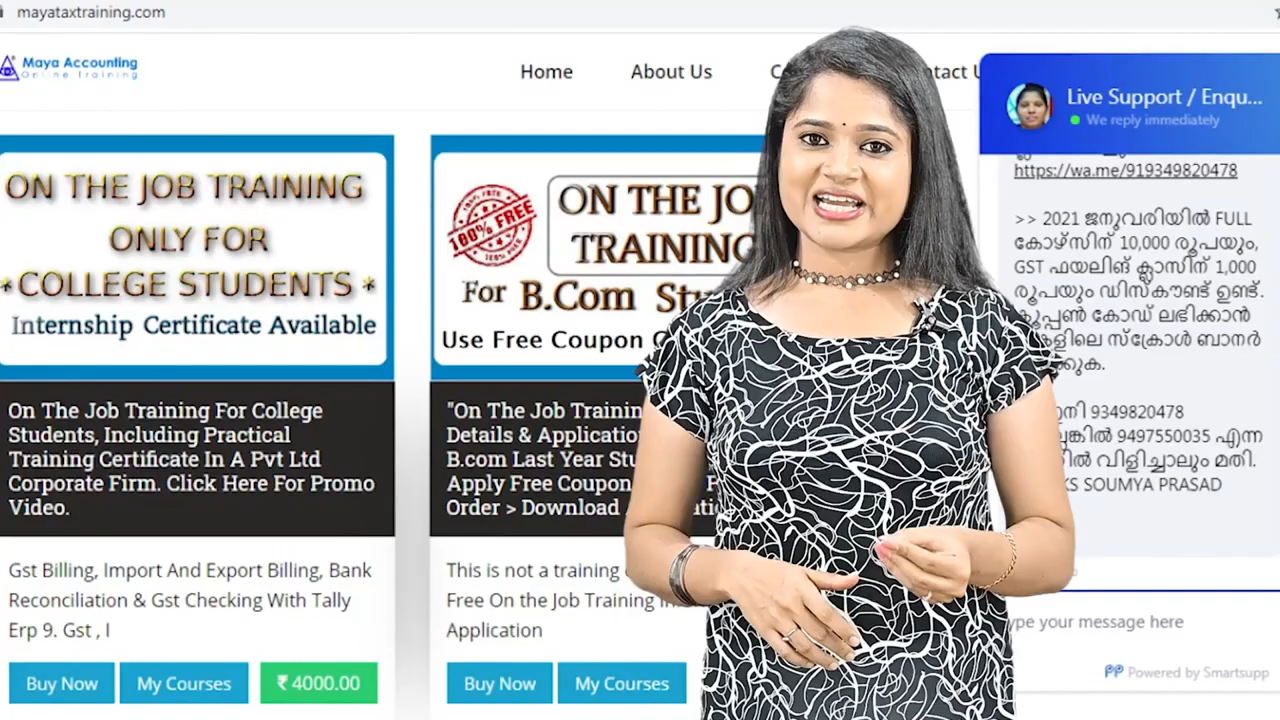 mayataxtraining.com
Maya Accounting
Online Training
Home
About Us
ntact U
Live Support / Enqu...
We reply immediately
ON THE JOB TRAINING
ONLY FOR
*COLLEGE STUDENTS *
Internship Certificate Available
100% FREE
ON THE JO
TRAINING
For B.Com Stu
Use Free Coupon C
On The Job Training For College
Students, Including Practical
Training Certificate In A Pvt Ltd
Corporate Firm. Click Here For Promo
Video.
"On The Job Trainin
Details & Applicatio
B.com Last Year Stu
Apply Free Coupon
Order > Download
Gst Billing, Import And Export Billing, Bank
Reconciliation & Gst Checking With Tally
Erp 9. Gst , I
Buy Now
My Courses
₹ 4000.00
This is not a training
Free On the Job Training
Application
Buy Now
My Courses
https://wa.me/919349820478
>> 2021 ജനുവരിയിൽ FULL
കോഴ്സിന് 10,000 രൂപയും,
GST ഫയലിങ് ക്ലാസിന് 1,000
രൂപയും ഡിസ്കൗണ്ട് ഉണ്ട്.
കൂപ്പൺ കോഡ് ലഭിക്കാൻ
സ്ക്രോൾ ബാനർ
9349820478
9497550035 എന്ന
വിളിച്ചാലും മതി.
SOUMYA PRASAD
ype your message here
Powered by Smartsupp